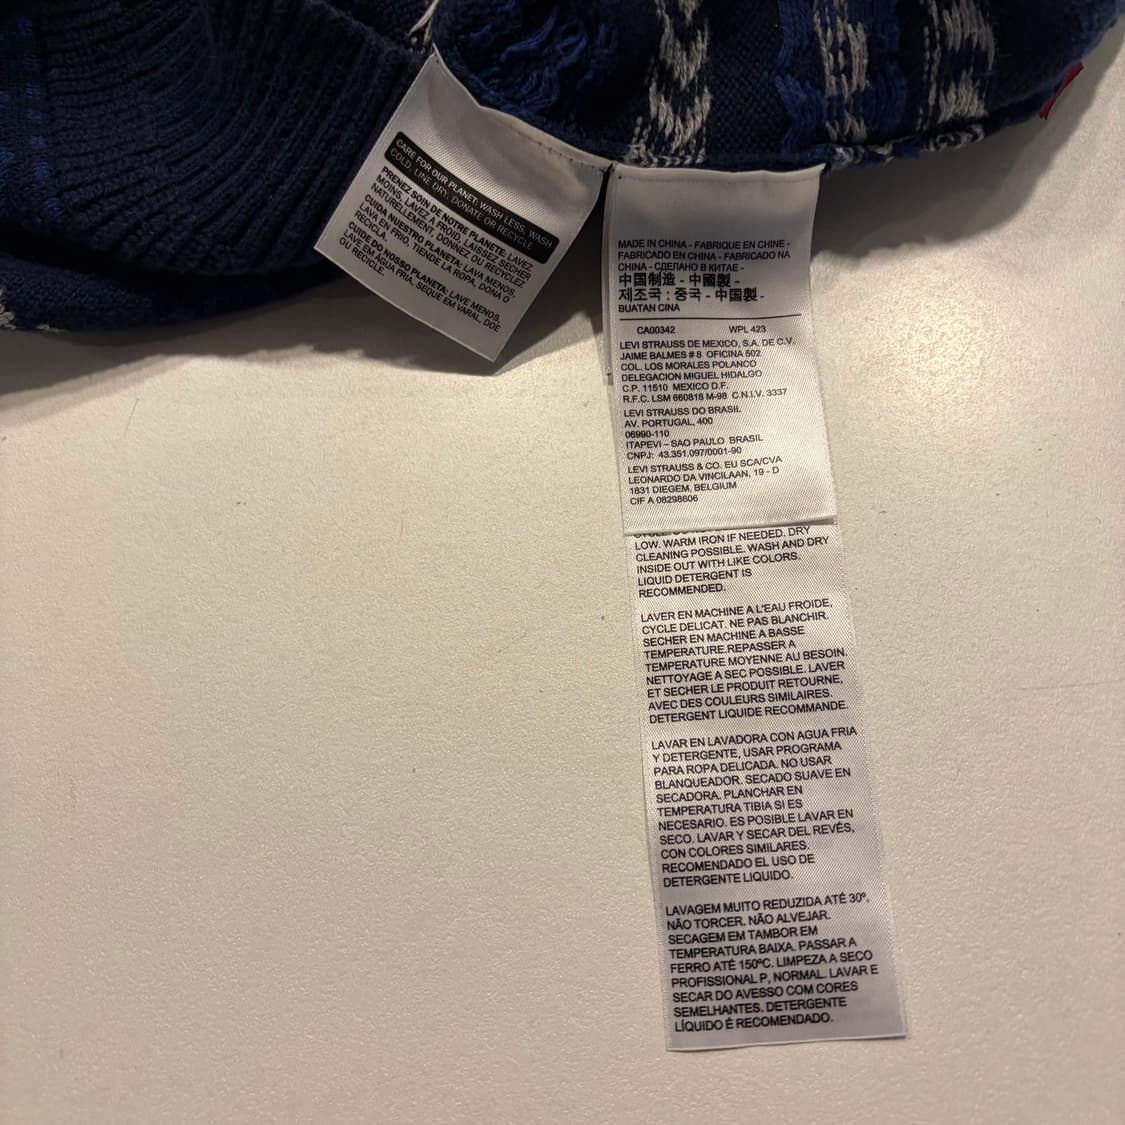 CARE FOR OUR PLANET: WASH LESS, WASH
COLD, LINE DRY, DONATE OR RECYCLE
PRENEZ SOIN DE NOTRE PLANETE: LAVEZ
MOINS, LAVEZ A FROID, LAISSEZ SECHER
NATURELLEMENT, DONNEZ OU RECYCLEZ
CUIDA NUESTRO PLANETA: LAVA MENOS,
LAVA EN FRIO, TIENDE LA ROPA, DONA O
RECICLA.
CUIDE DO NOSSO PLANETA: LAVE MENOS,
LAVE EM ÁGUA FRIA, SEQUE EM VARAL, DOE
OU RECICLE.
MADE IN CHINA - FABRIQUE EN CHINE -
FABRICADO EN CHINA - FABRICADO NA
CHINA - СДЕЛАНО В КИТАЕ -
中国制造 - 中國製 -
제조국 : 중국 - 中国製 -
BUATAN CINA
CA00342 WPL 423
LEVI STRAUSS DE MEXICO, S.A. DE C.V.
JAIME BALMES # 8 OFICINA 602
COL. LOS MORALES POLANCO
DELEGACION MIGUEL HIDALGO
C.P. 11510 MEXICO D.F.
R.F.C. LSM 660818 M-98 C.N.I.V. 3337
LEVI STRAUSS DO BRASIL
AV. PORTUGAL, 400
06990-110
ITAPEVI – SAO PAULO BRASIL
CNPJ: 43.351.097/0001-90
LEVI STRAUSS & CO. EU SCA/CVA
LEONARDO DA VINCILAAN, 19 - D
1831 DIEGEM, BELGIUM
CIF A 08298606
LOW. WARM IRON IF NEEDED. DRY
CLEANING POSSIBLE. WASH AND DRY
INSIDE OUT WITH LIKE COLORS.
LIQUID DETERGENT IS
RECOMMENDED.
LAVER EN MACHINE A L'EAU FROIDE,
CYCLE DELICAT. NE PAS BLANCHIR.
SECHER EN MACHINE A BASSE
TEMPERATURE.REPASSER A
TEMPERATURE MOYENNE AU BESOIN.
NETTOYAGE A SEC POSSIBLE. LAVER
ET SECHER LE PRODUIT RETOURNE,
AVEC DES COULEURS SIMILAIRES.
DETERGENT LIQUIDE RECOMMANDE.
LAVAR EN LAVADORA CON AGUA FRIA
Y DETERGENTE, USAR PROGRAMA
PARA ROPA DELICADA. NO USAR
BLANQUEADOR. SECADO SUAVE EN
SECADORA. PLANCHAR EN
TEMPERATURA TIBIA SI ES
NECESARIO. ES POSIBLE LAVAR EN
SECO. LAVAR Y SECAR DEL REVÉS,
CON COLORES SIMILARES.
RECOMENDADO EL USO DE
DETERGENTE LIQUIDO.
LAVAGEM MUITO REDUZIDA ATÉ 30º.
NÃO TORCER. NÃO ALVEJAR.
SECAGEM EM TAMBOR EM
TEMPERATURA BAIXA. PASSAR A
FERRO ATÉ 150ºC. LIMPEZA A SECO
PROFISSIONAL P, NORMAL. LAVAR E
SECAR DO AVESSO COM CORES
SEMELHANTES. DETERGENTE
LÍQUIDO É RECOMENDADO.